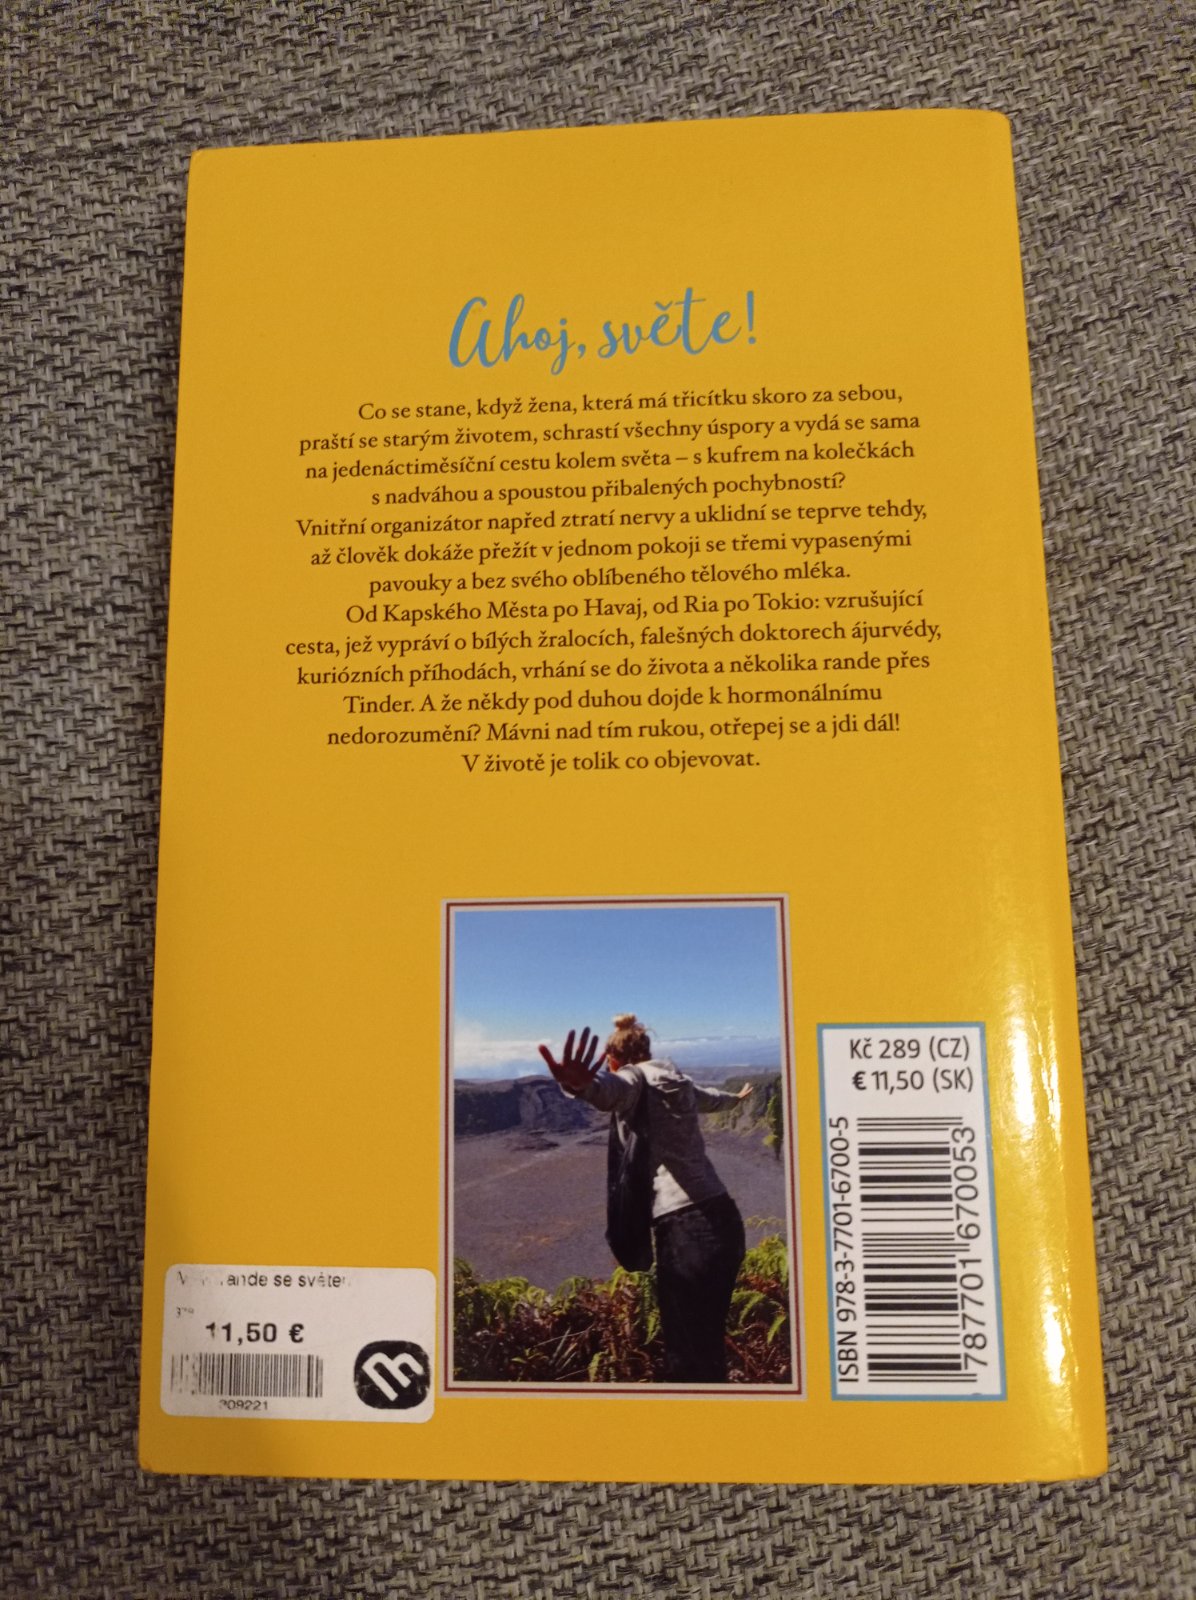 Ahoj, světe!
Co se stane, když žena, která má třicítku skoro za sebou,
praští se starým životem, schrastí všechny úspory a vydá se sama
na jedenáctiměsíční cestu kolem světa – s kufrem na kolečkách
s nadváhou a spoustou přibalených pochybností?
Vnitřní organizátor napřed ztratí nervy a uklidní se teprve tehdy,
až člověk dokáže přežít v jednom pokoji se třemi vypasenými
pavouky a bez svého oblíbeného tělového mléka.
Od Kapského Města po Havaj, od Ria po Tokio: vzrušující
cesta, jež vypráví o bílých žralocích, falešných doktorech ájurvédy,
kuriózních příhodách, vrhání se do života a několika rande přes
Tinder. A že někdy pod duhou dojde k hormonálnímu
nedorozumění? Mávni nad tím rukou, otřepej se a jdi dál!
V životě je tolik co objevovat.
Kč 289 (CZ)
€ 11,50 (SK)
ISBN 978-3-7701-6700-5
787701 670053
se
11,50 €
209221